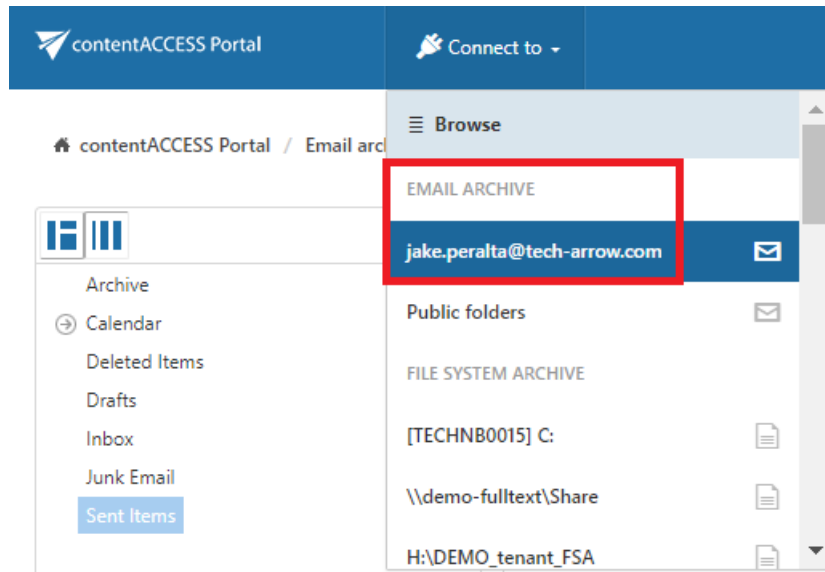 contentACCESS Portal
Connect to
Browse
contentACCESS Portal / Email arc
EMAIL ARCHIVE
jake.peralta@tech-arrow.com
Archive
Calendar
Deleted Items
Drafts
Inbox
Junk Email
Sent Items
Public folders
FILE SYSTEM ARCHIVE
[TECHNB0015] C:
\\demo-fulltext\Share
H:\DEMO_tenant_FSA